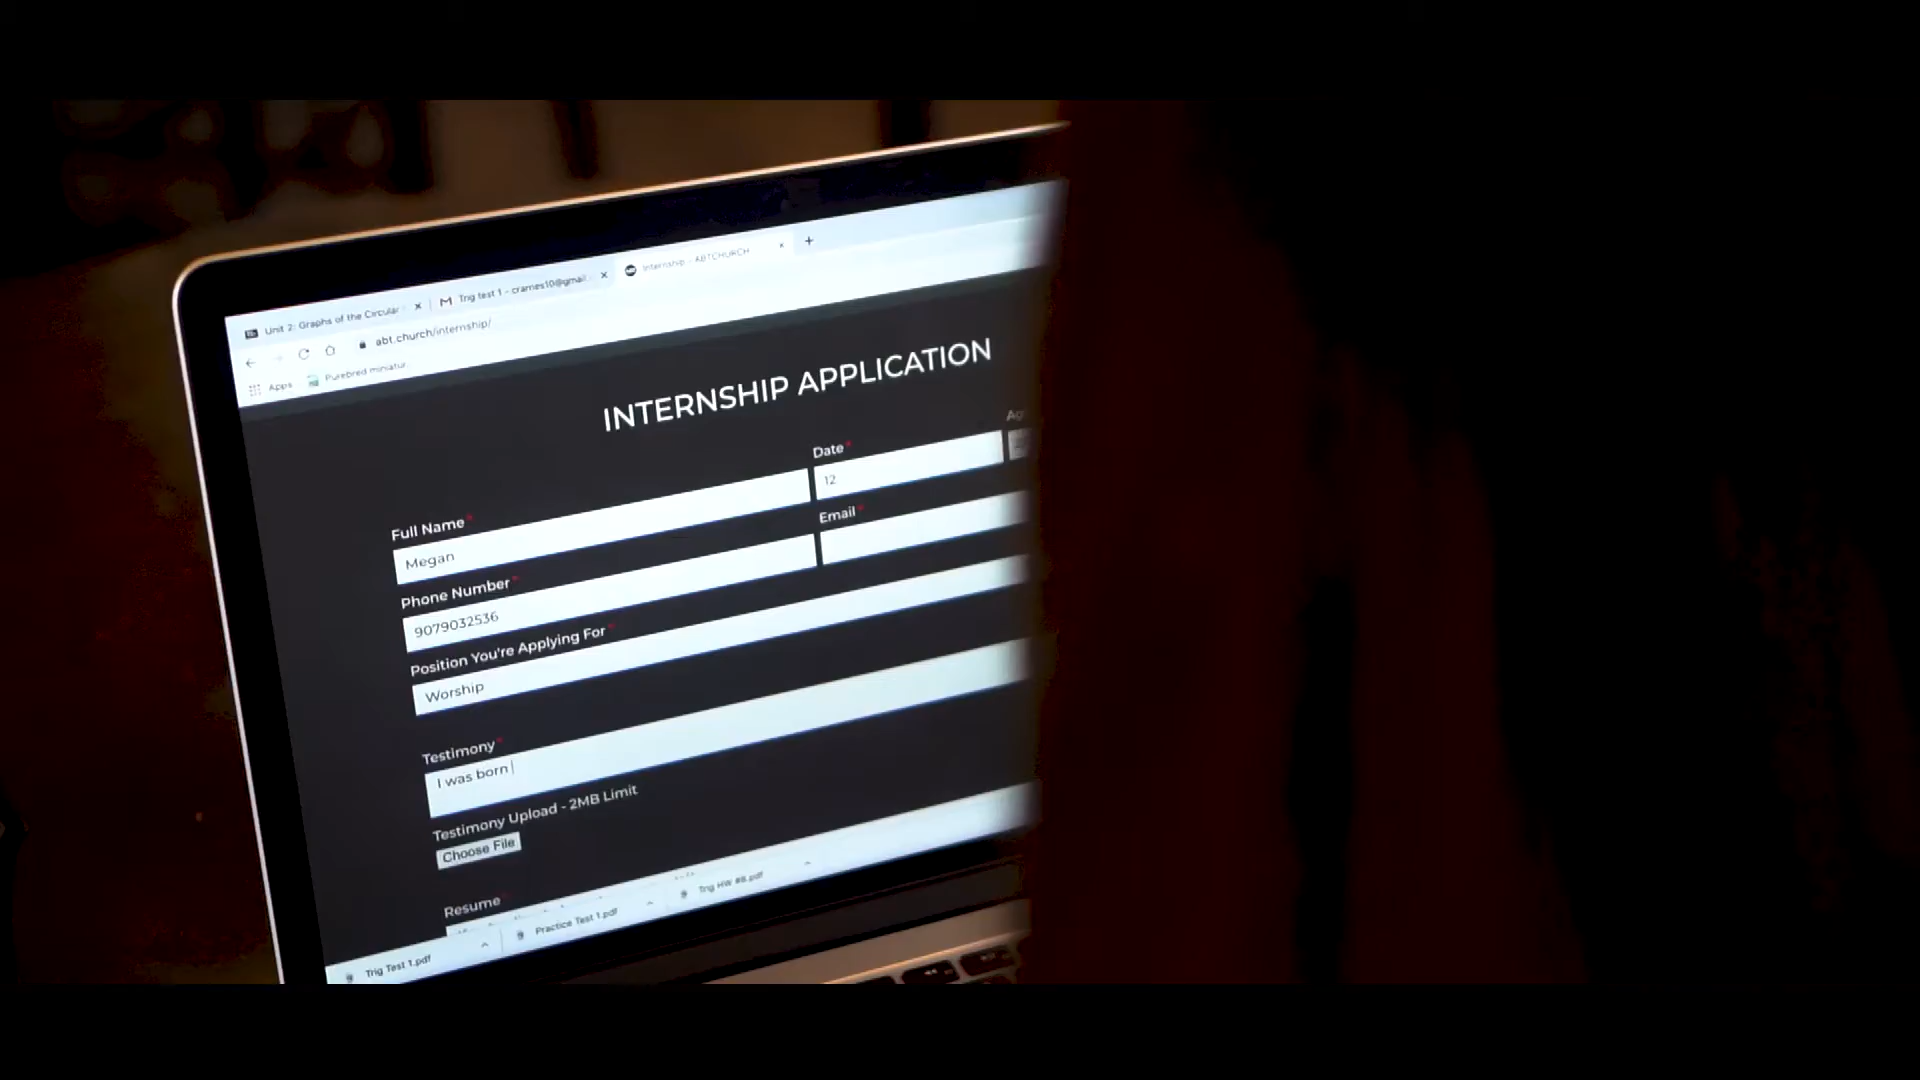 Unit 2: Graphs of the Circular
Trig test 1 - crames10@gmail.
Internship - ABTCHURCH
abt.church/internship/
Apps
Purebred miniatur...
INTERNSHIP APPLICATION
Full Name*
Date*
Megan
12
Phone Number*
Email*
9079032536
Position You're Applying For*
Worship
Testimony*
I was born
Testimony Upload - 2MB Limit
Choose File
Resume
Trig Test 1.pdf
Practice Test 1.pdf
Trig HW #8.pdf